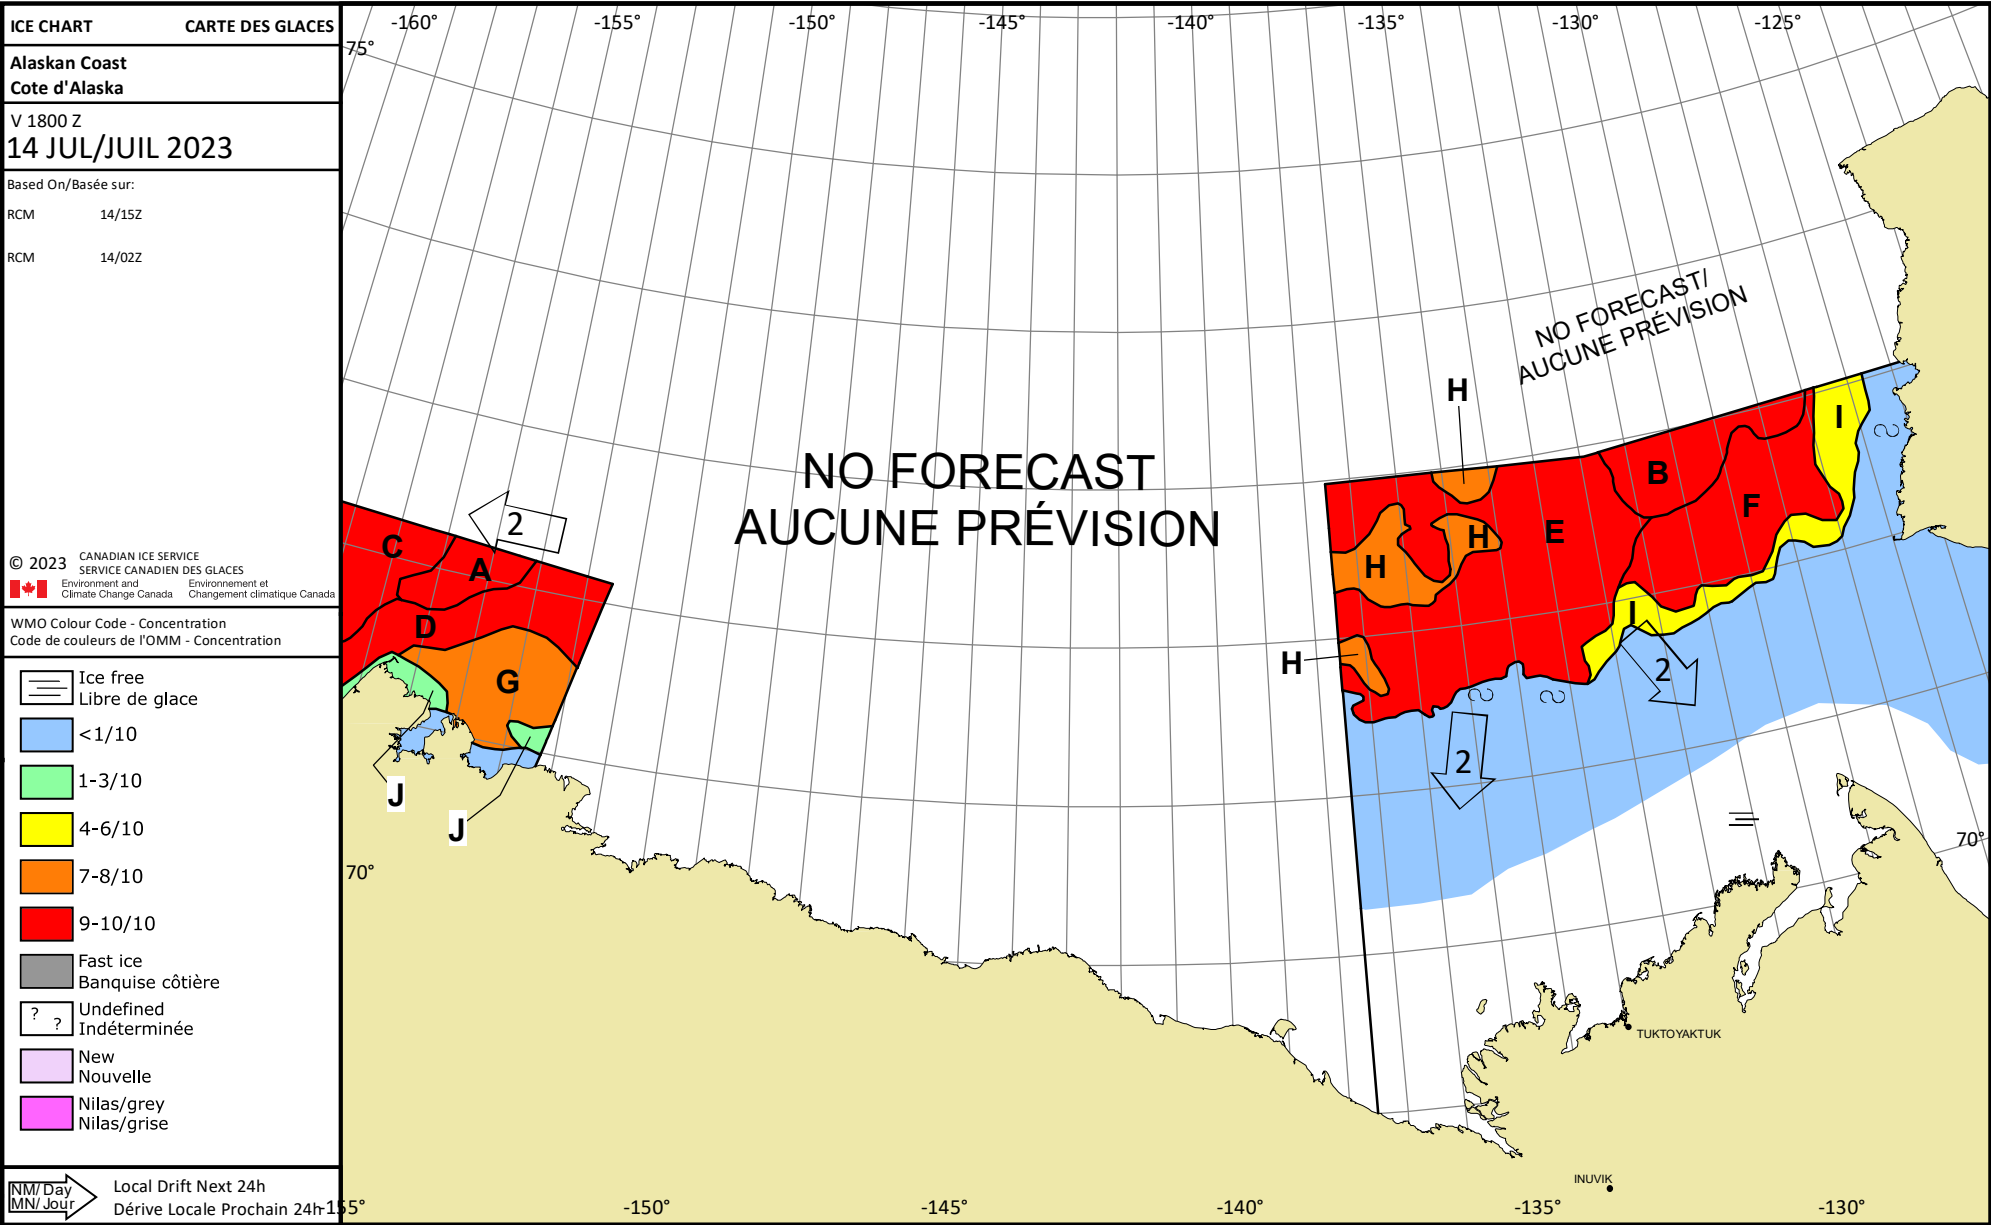 ICE CHART CARTE DES GLACES
Alaskan Coast
Cote d'Alaska
V 1800 Z
14 JUL/JUIL 2023
Based On/Basée sur:
RCM 14/15Z
RCM 14/02Z
© 2023 CANADIAN ICE SERVICE
SERVICE CANADIEN DES GLACES
Environment and
Climate Change Canada
Environnement et
Changement climatique Canada
WMO Colour Code - Concentration
Code de couleurs de l'OMM - Concentration
Ice free
Libre de glace
<1/10
1-3/10
4-6/10
7-8/10
9-10/10
Fast ice
Banquise côtière
? ?
Undefined
Indéterminée
New
Nouvelle
Nilas/grey
Nilas/grise
NM/Day
MN/Jour
Local Drift Next 24h
Dérive Locale Prochain 24h
-160° -155° -150° -145° -140° -135° -130° -125°
75°
NO FORECAST/
AUCUNE PRÉVISION
H
I
NO FORECAST
AUCUNE PRÉVISION
B
F
E
H
H
2
C
A
D
I
G
H
2
2
J
J
70°
70°
TUKTOYAKTUK
INUVIK
-155° -150° -145° -140° -135° -130°